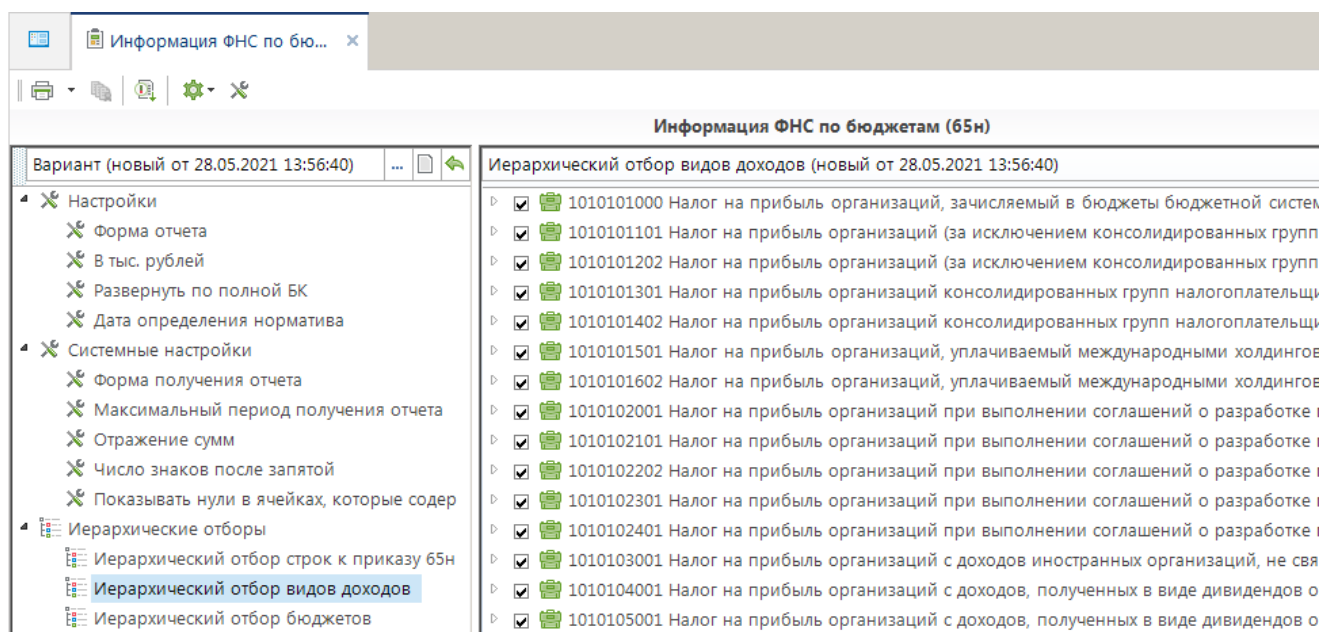 Информация ФНС по бю...
Информация ФНС по бюджетам (65н)
Вариант (новый от 28.05.2021 13:56:40) ...
Настройки
Форма отчета
В тыс. рублей
Развернуть по полной БК
Дата определения норматива
Системные настройки
Форма получения отчета
Максимальный период получения отчета
Отражение сумм
Число знаков после запятой
Показывать нули в ячейках, которые содер
Иерархические отборы
Иерархический отбор строк к приказу 65н
Иерархический отбор видов доходов
Иерархический отбор бюджетов
Иерархический отбор видов доходов (новый от 28.05.2021 13:56:40)
1010101000 Налог на прибыль организаций, зачисляемый в бюджеты бюджетной систем
1010101101 Налог на прибыль организаций (за исключением консолидированных групп
1010101202 Налог на прибыль организаций (за исключением консолидированных групп
1010101301 Налог на прибыль организаций консолидированных групп налогоплательщи
1010101402 Налог на прибыль организаций консолидированных групп налогоплательщи
1010101501 Налог на прибыль организаций, уплачиваемый международными холдингов
1010101602 Налог на прибыль организаций, уплачиваемый международными холдингов
1010102001 Налог на прибыль организаций при выполнении соглашений о разработке
1010102101 Налог на прибыль организаций при выполнении соглашений о разработке
1010102202 Налог на прибыль организаций при выполнении соглашений о разработке
1010102301 Налог на прибыль организаций при выполнении соглашений о разработке
1010102401 Налог на прибыль организаций при выполнении соглашений о разработке
1010103001 Налог на прибыль организаций с доходов иностранных организаций, не свя
1010104001 Налог на прибыль организаций с доходов, полученных в виде дивидендов о
1010105001 Налог на прибыль организаций с доходов, полученных в виде дивидендов о